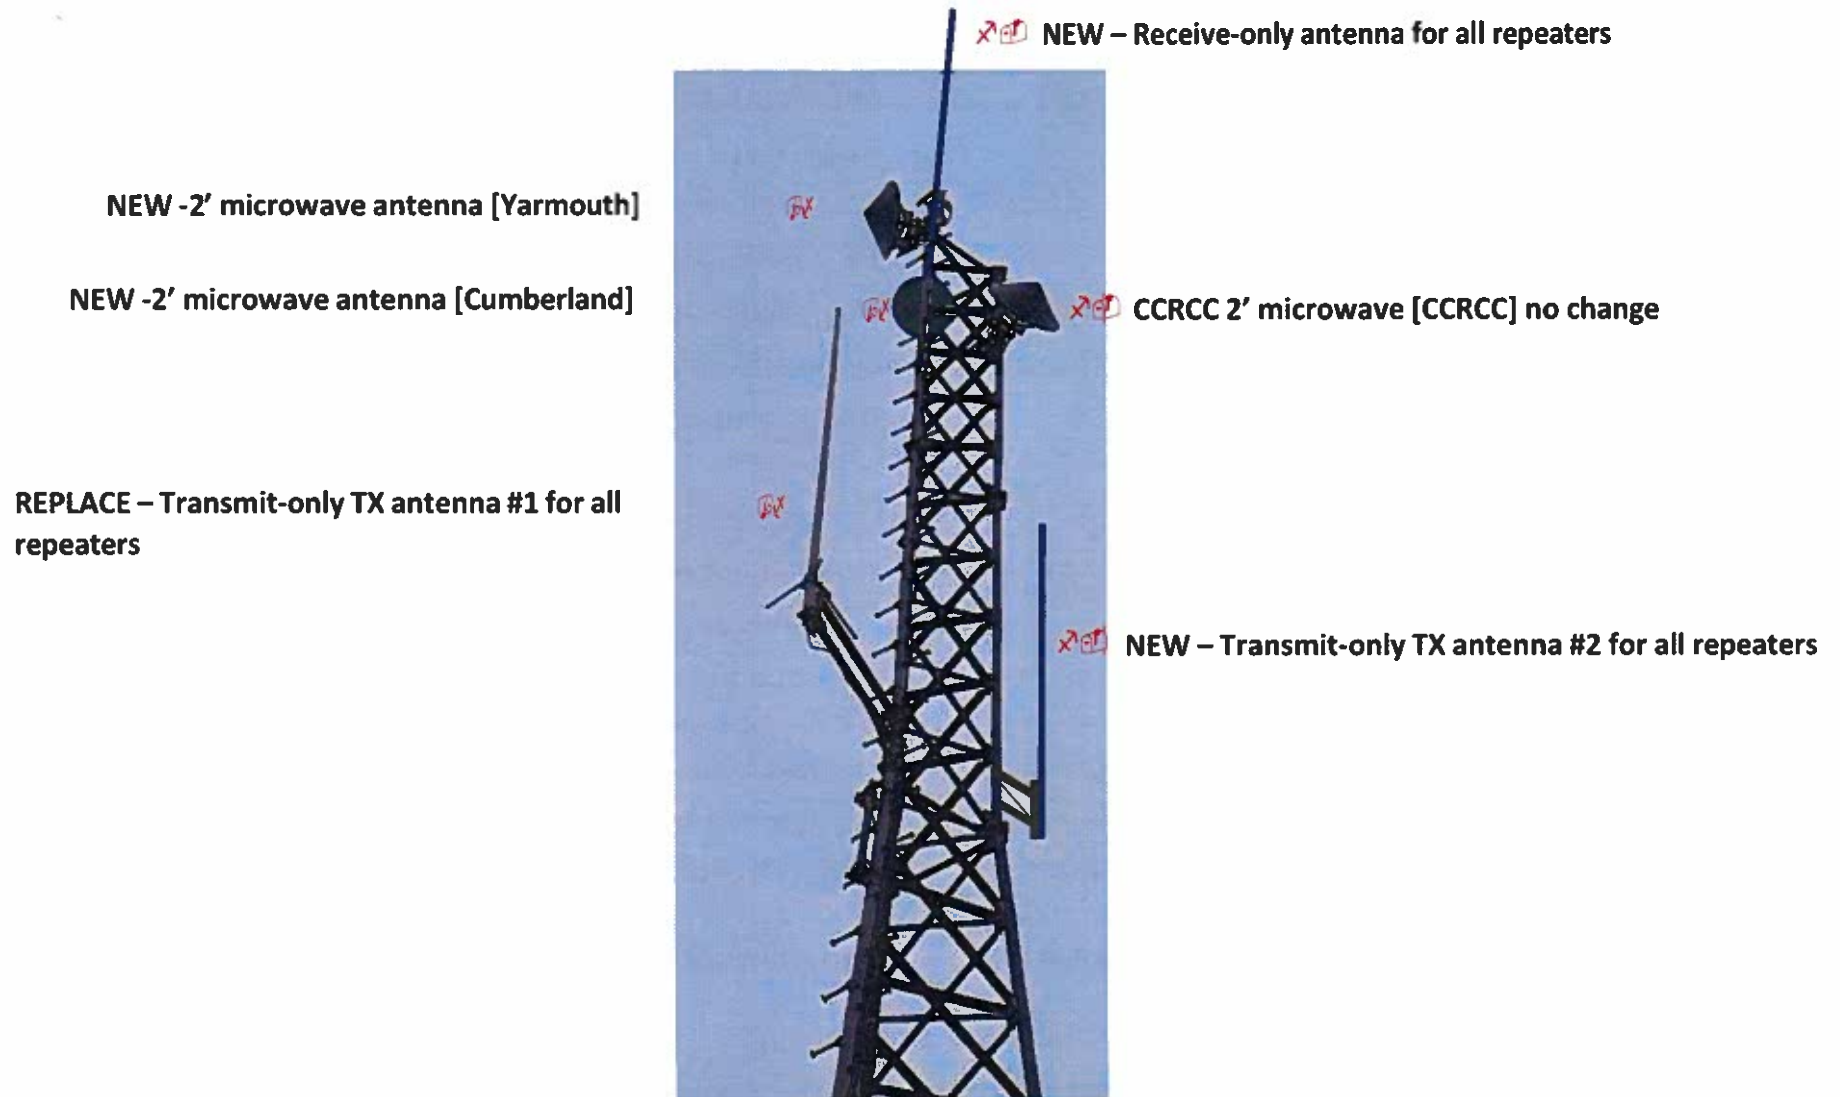 NEW – Receive-only antenna for all repeaters
NEW -2’ microwave antenna [Yarmouth]
NEW -2’ microwave antenna [Cumberland]
CCRCC 2’ microwave [CCRCC] no change
REPLACE – Transmit-only TX antenna #1 for all
repeaters
NEW – Transmit-only TX antenna #2 for all repeaters